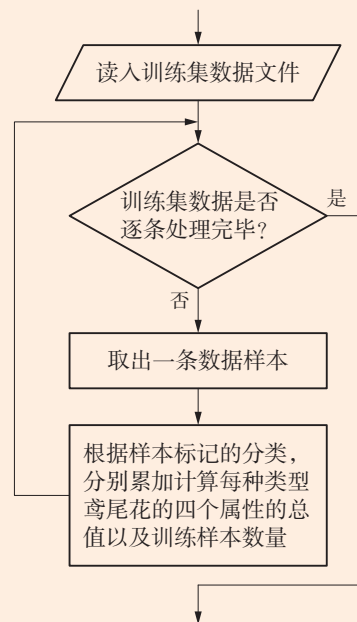 读入训练集数据文件
训练集数据是否
逐条处理完毕?
是
否
取出一条数据样本
根据样本标记的分类，
分别累加计算每种类型
鸢尾花的四个属性的总
值以及训练样本数量